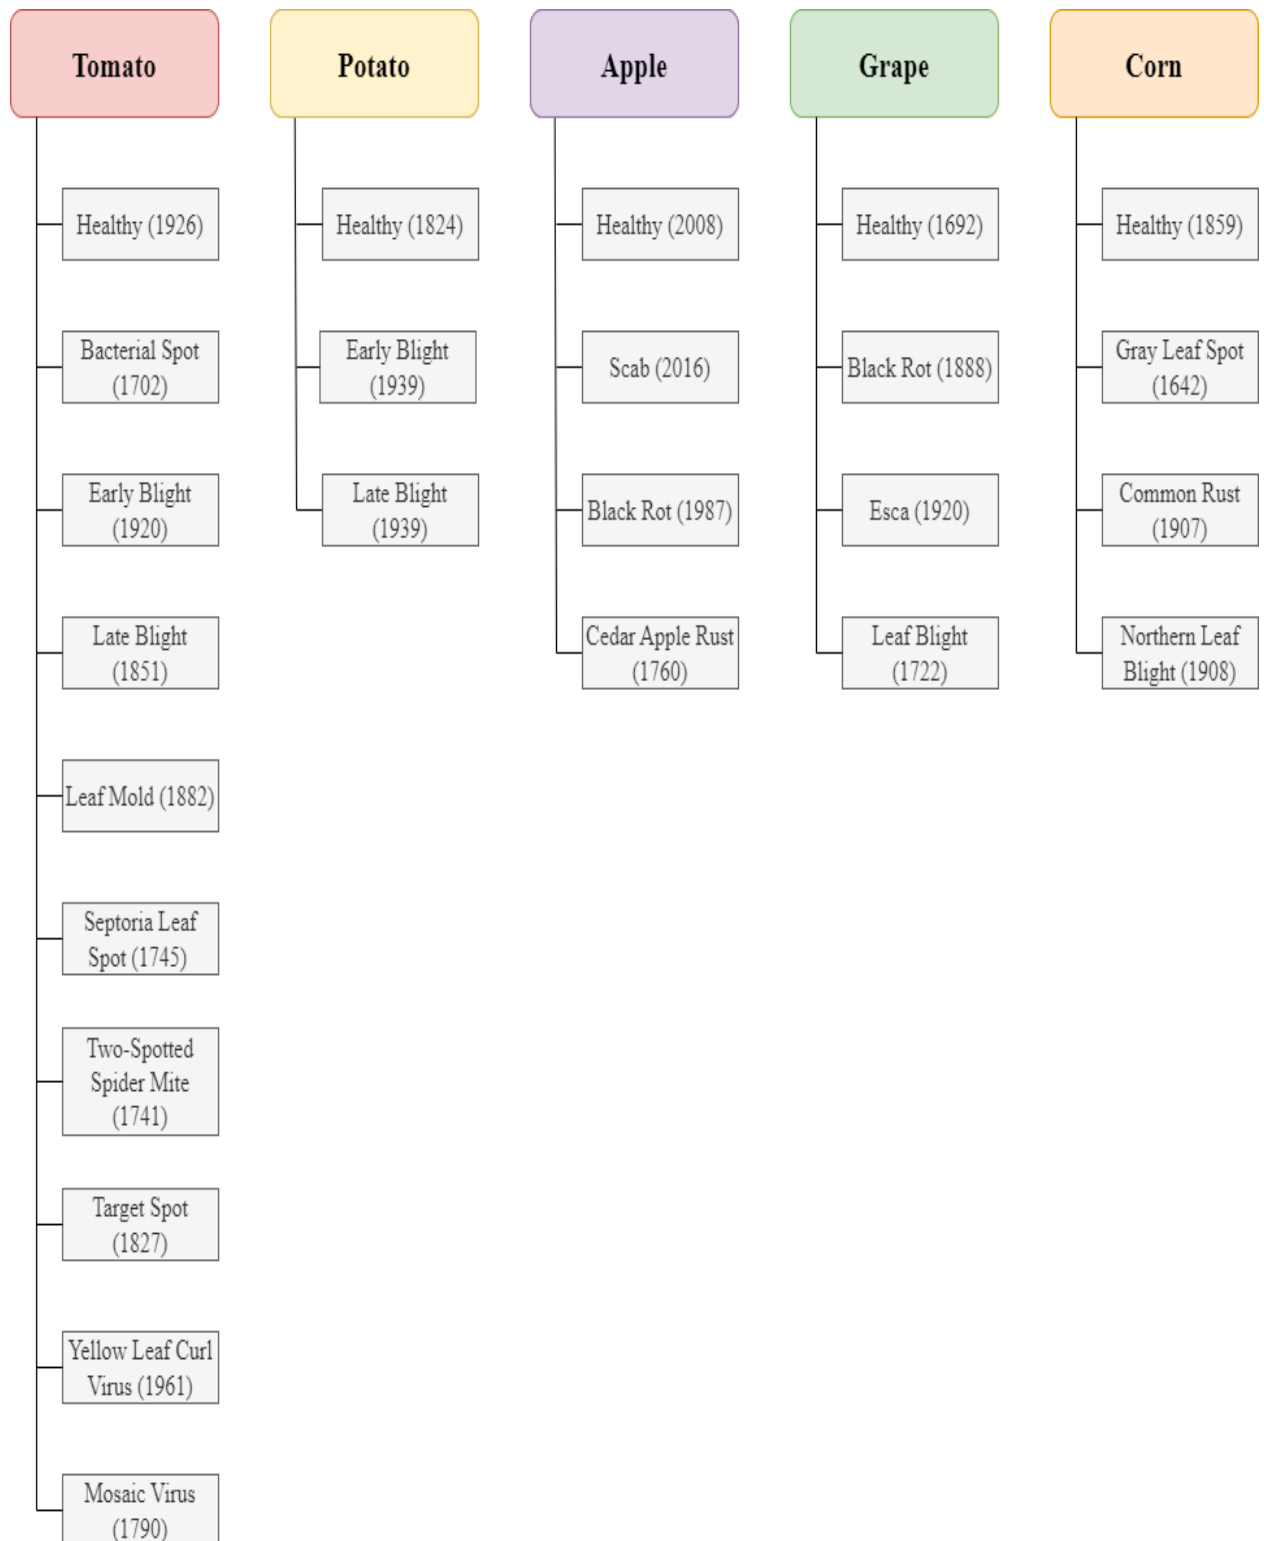 Tomato
Healthy (1926)
Bacterial Spot
(1702)
Early Blight
(1920)
Late Blight
(1851)
Leaf Mold (1882)
Septoria Leaf
Spot (1745)
Two-Spotted
Spider Mite
(1741)
Target Spot
(1827)
Yellow Leaf Curl
Virus (1961)
Mosaic Virus
(1790)
Potato
Healthy (1824)
Early Blight
(1939)
Late Blight
(1939)
Apple
Healthy (2008)
Scab (2016)
Black Rot (1987)
Cedar Apple Rust
(1760)
Grape
Healthy (1692)
Black Rot (1888)
Esca (1920)
Leaf Blight
(1722)
Corn
Healthy (1859)
Gray Leaf Spot
(1642)
Common Rust
(1907)
Northern Leaf
Blight (1908)